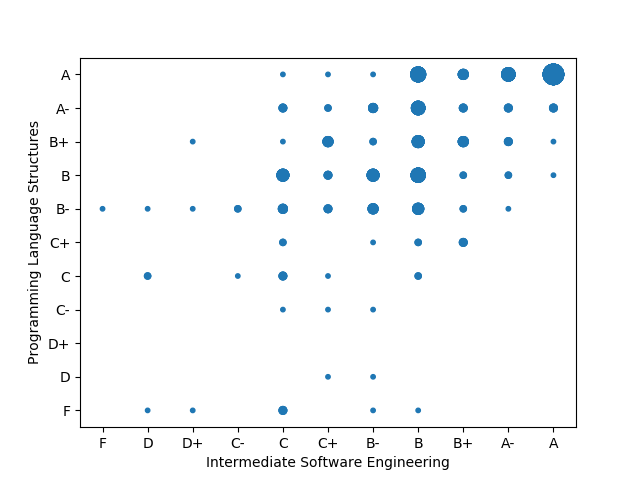 A
A-
B+
B
B-
C+
C
C-
D+
D
F
Programming Language Structures
F D D+ C- C C+ B- B B+ A- A
Intermediate Software Engineering